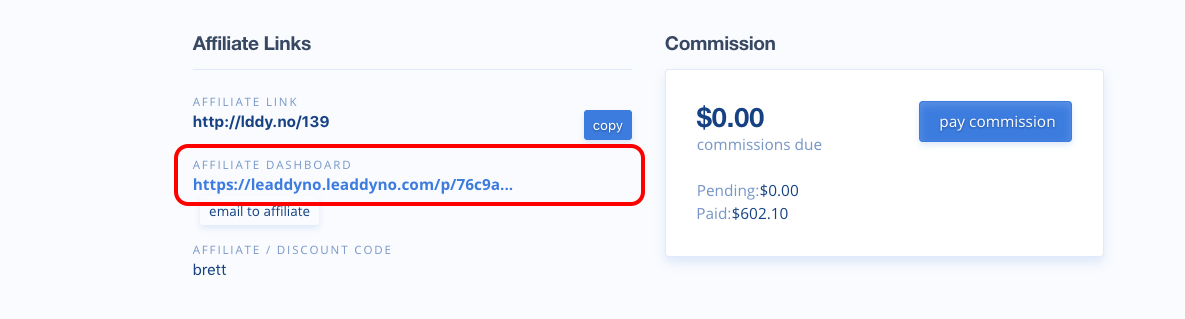 Affiliate Links
AFFILIATE LINK
http://lddy.no/139
copy
AFFILIATE DASHBOARD
https://leaddyno.leaddyno.com/p/76c9a...
email to affiliate
AFFILIATE / DISCOUNT CODE
brett
Commission
$0.00
commissions due
pay commission
Pending:$0.00
Paid:$602.10